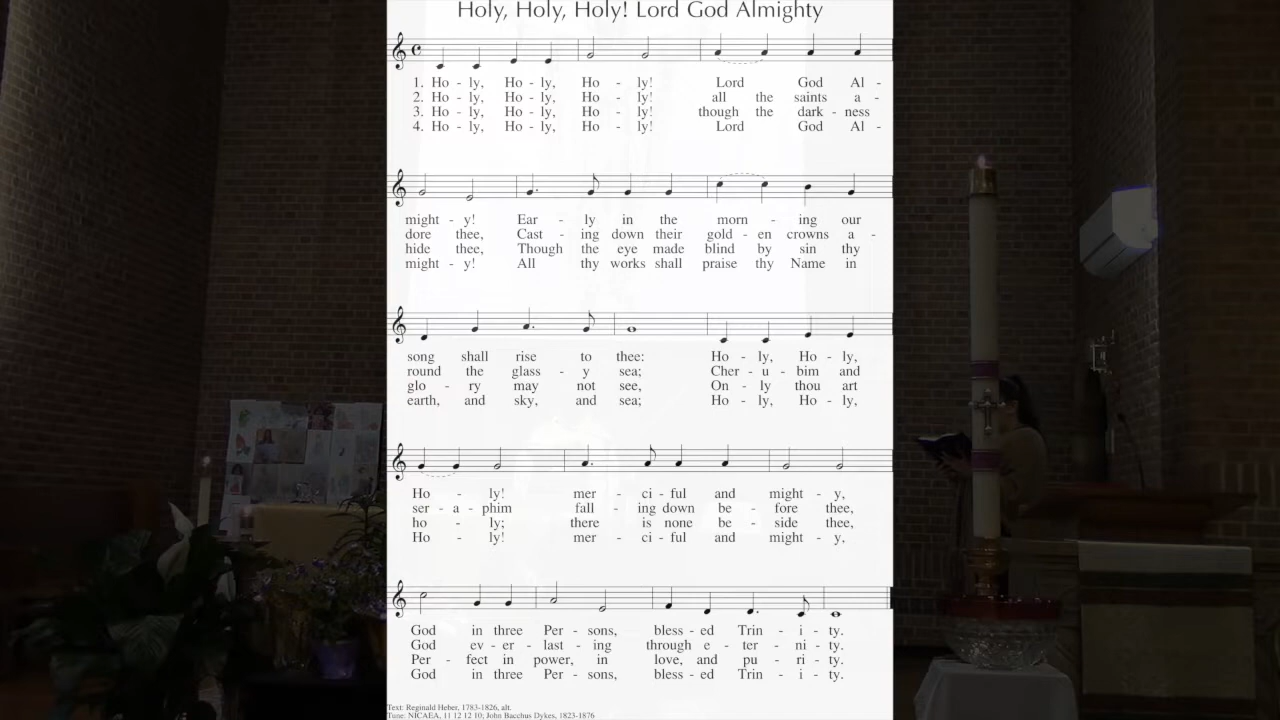 Holy, Holy, Holy! Lord God Almighty
1. Ho - ly, Ho - ly, Ho - ly! Lord God Al -
2. Ho - ly, Ho - ly, Ho - ly! all the saints a -
3. Ho - ly, Ho - ly, Ho - ly! though the dark - ness
4. Ho - ly, Ho - ly, Ho - ly! Lord God Al -
might - y! Ear - ly in the morn - ing our
dore thee, Cast - ing down their gold - en crowns a -
hide thee, Though the eye made blind by sin thy
might - y! All thy works shall praise thy Name in
song shall rise to thee: Ho - ly, Ho - ly,
round the glass - y sea; Cher - u - bim and
glo - ry may not see, On - ly thou art
earth, and sky, and sea; Ho - ly, Ho - ly,
Ho - ly! mer - ci - ful and might - y,
ser - a - phim fall - ing down be - fore thee,
ho - ly; there is none be - side thee,
Ho - ly! mer - ci - ful and might - y,
God in three Per - sons, bless - ed Trin - i - ty.
God ev - er - last - ing through e - ter - ni - ty.
Per - fect in power, in love, and pu - ri - ty.
God in three Per - sons, bless - ed Trin - i - ty.
Text: Reginald Heber, 1783-1826, alt.
Tune: NICAEA, 11 12 12 10; John Bacchus Dykes, 1823-1876